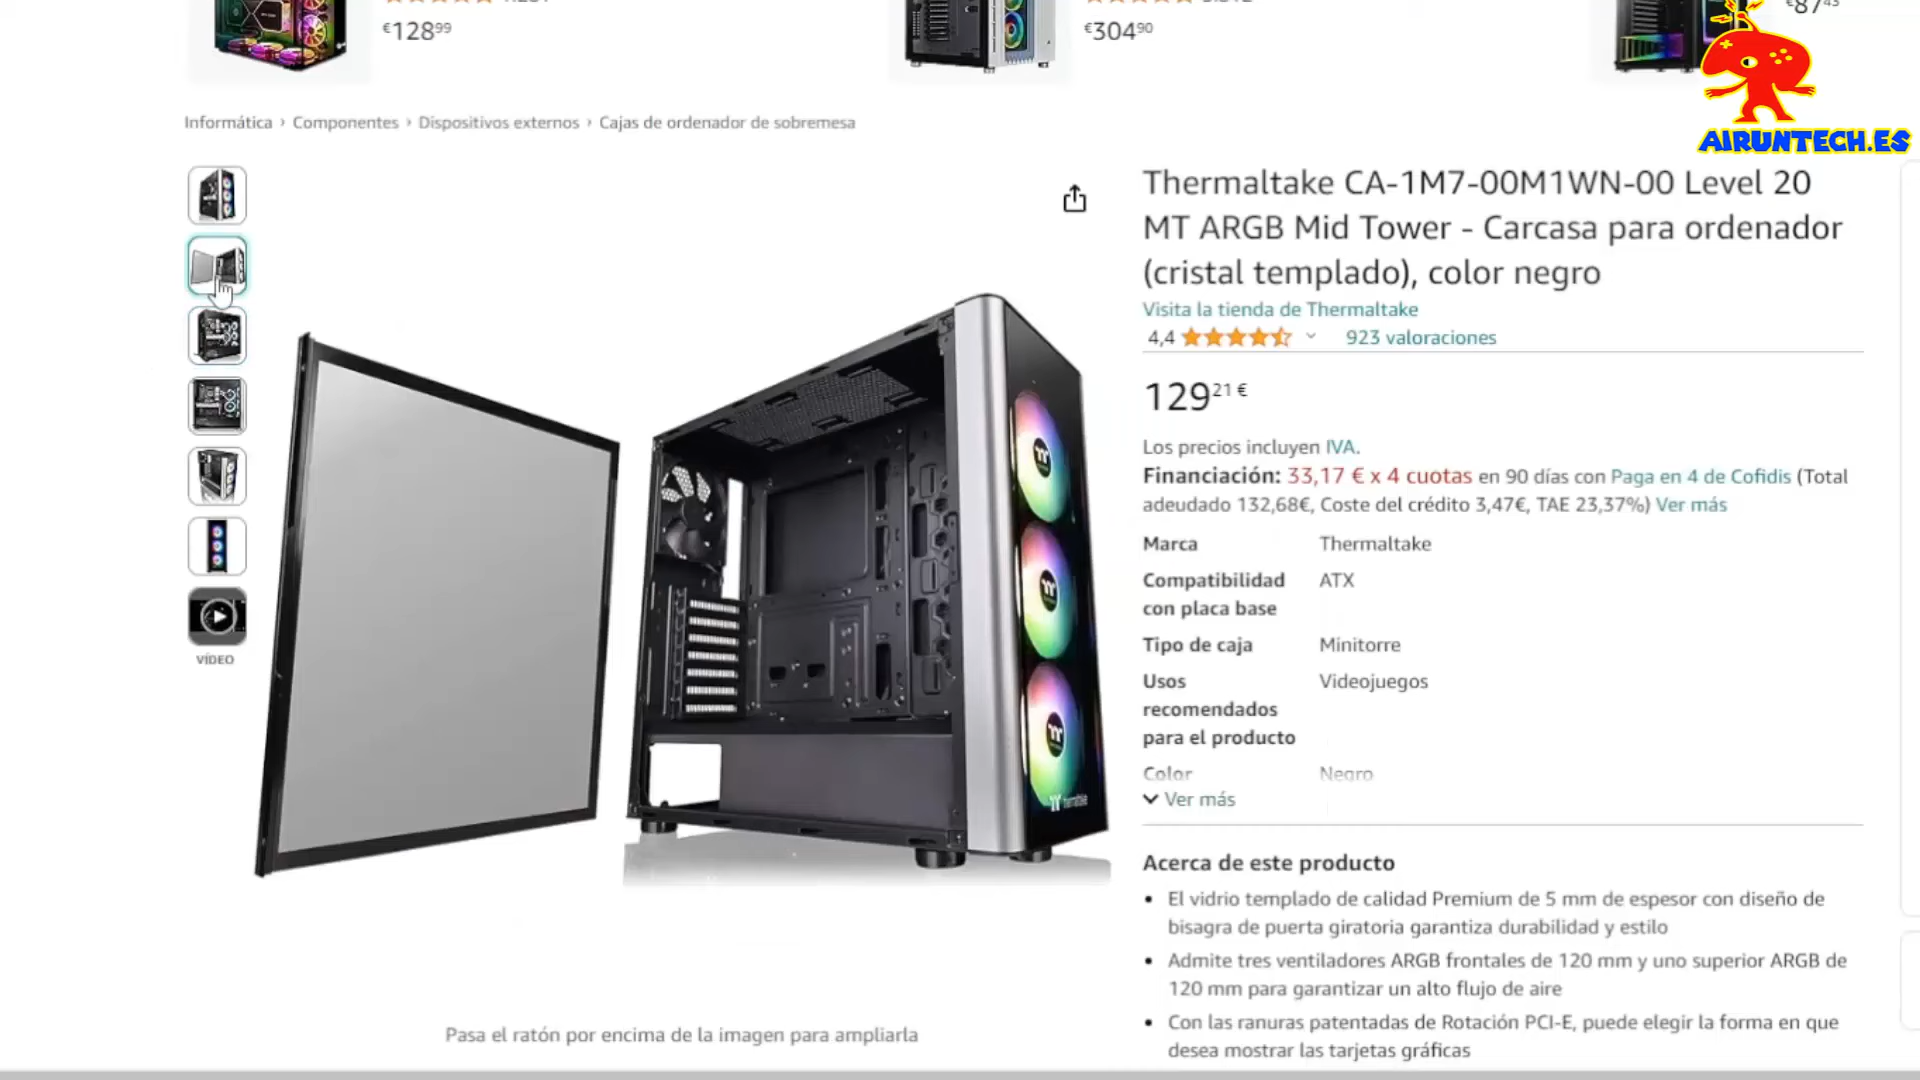 €128⁹⁹
€304⁹⁰
AIRUNTECH.ES
Informática › Componentes › Dispositivos externos › Cajas de ordenador de sobremesa
Thermaltake CA-1M7-00M1WN-00 Level 20
MT ARGB Mid Tower - Carcasa para ordenador
(cristal templado), color negro
Visita la tienda de Thermaltake
4,4
923 valoraciones
129²¹ €
Los precios incluyen IVA.
Financiación: 33,17 € x 4 cuotas en 90 días con Paga en 4 de Cofidis (Total
adeudado 132,68€, Coste del crédito 3,47€, TAE 23,37%) Ver más
Marca Thermaltake
Compatibilidad ATX
con placa base
Tipo de caja Minitorre
Usos Videojuegos
recomendados
para el producto
Color Negro
Ver más
Acerca de este producto
• El vidrio templado de calidad Premium de 5 mm de espesor con diseño de
bisagra de puerta giratoria garantiza durabilidad y estilo
• Admite tres ventiladores ARGB frontales de 120 mm y uno superior ARGB de
120 mm para garantizar un alto flujo de aire
• Con las ranuras patentadas de Rotación PCI-E, puede elegir la forma en que
desea mostrar las tarjetas gráficas
VÍDEO
thermaltake
Pasa el ratón por encima de la imagen para ampliarla